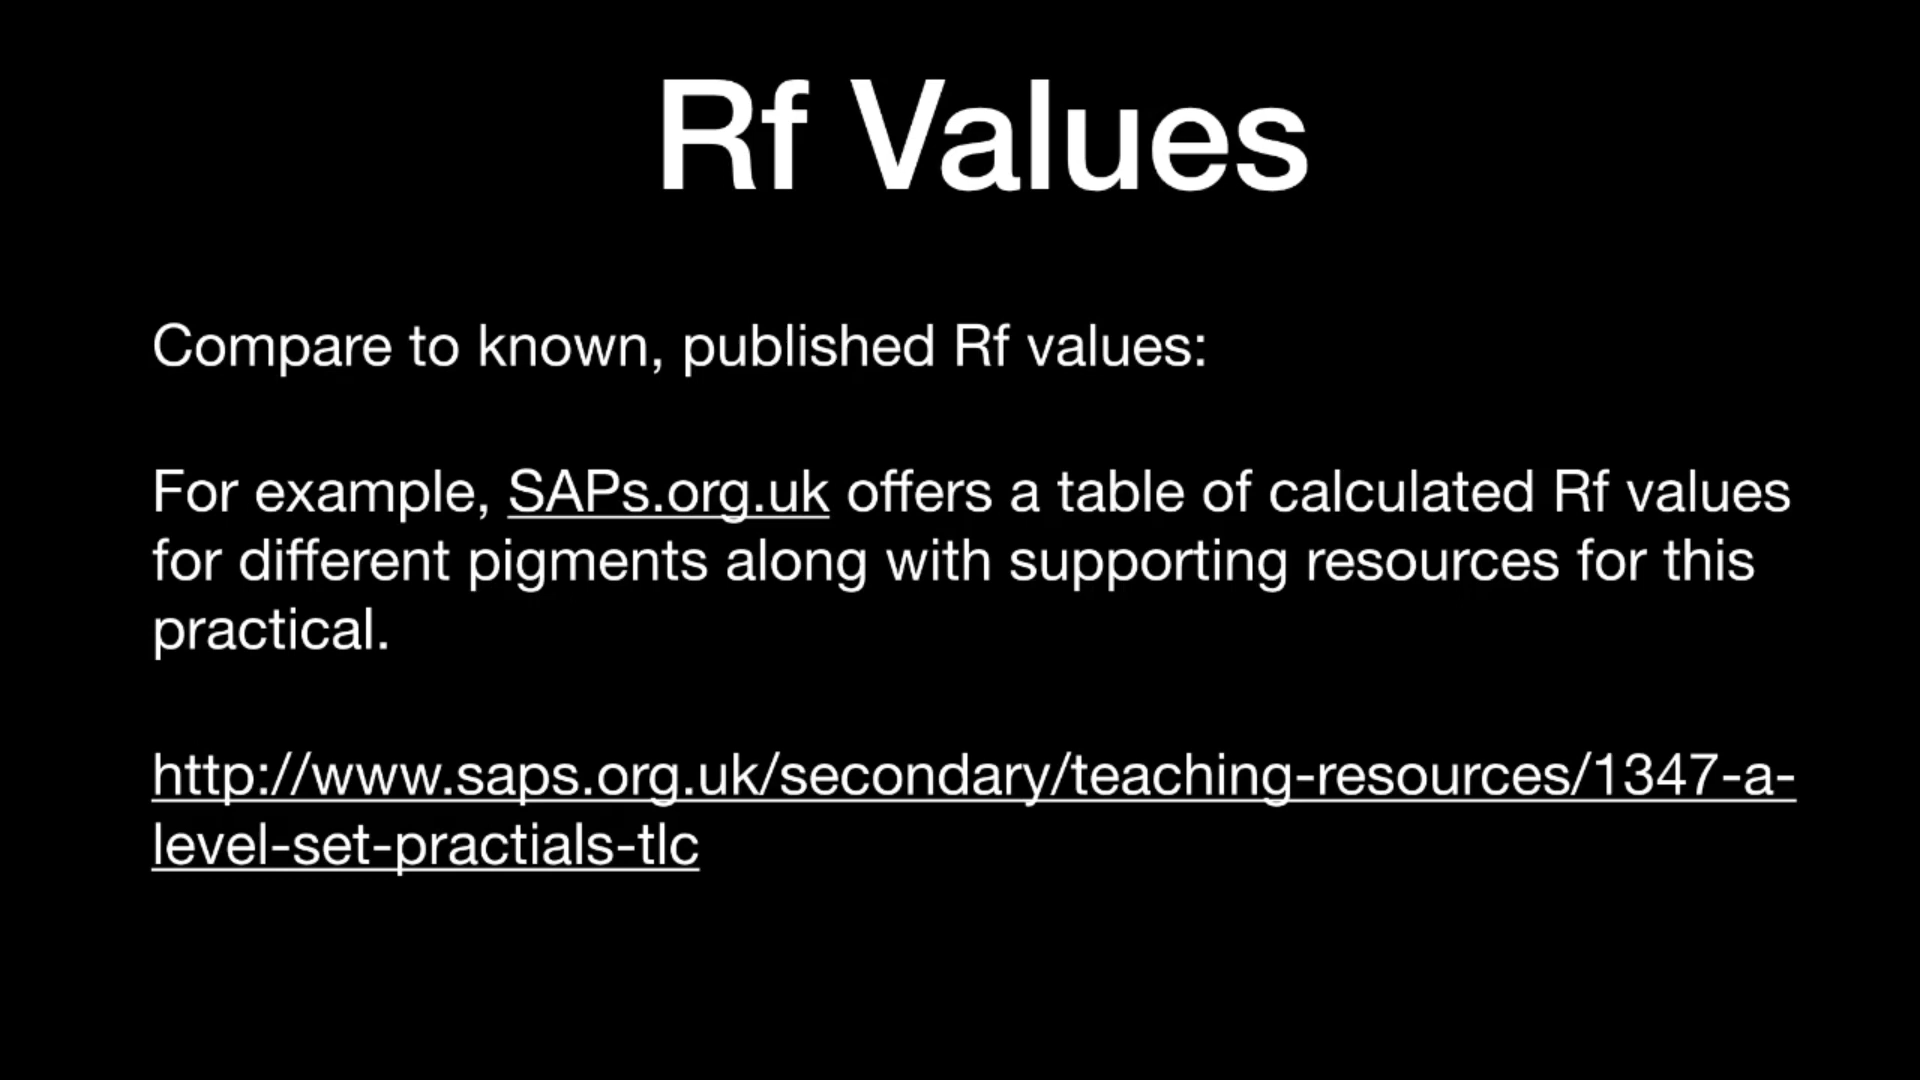 Rf Values
Compare to known, published Rf values:
For example, SAPs.org.uk offers a table of calculated Rf values
for different pigments along with supporting resources for this
practical.
http://www.saps.org.uk/secondary/teaching-resources/1347-a-
level-set-practials-tlc